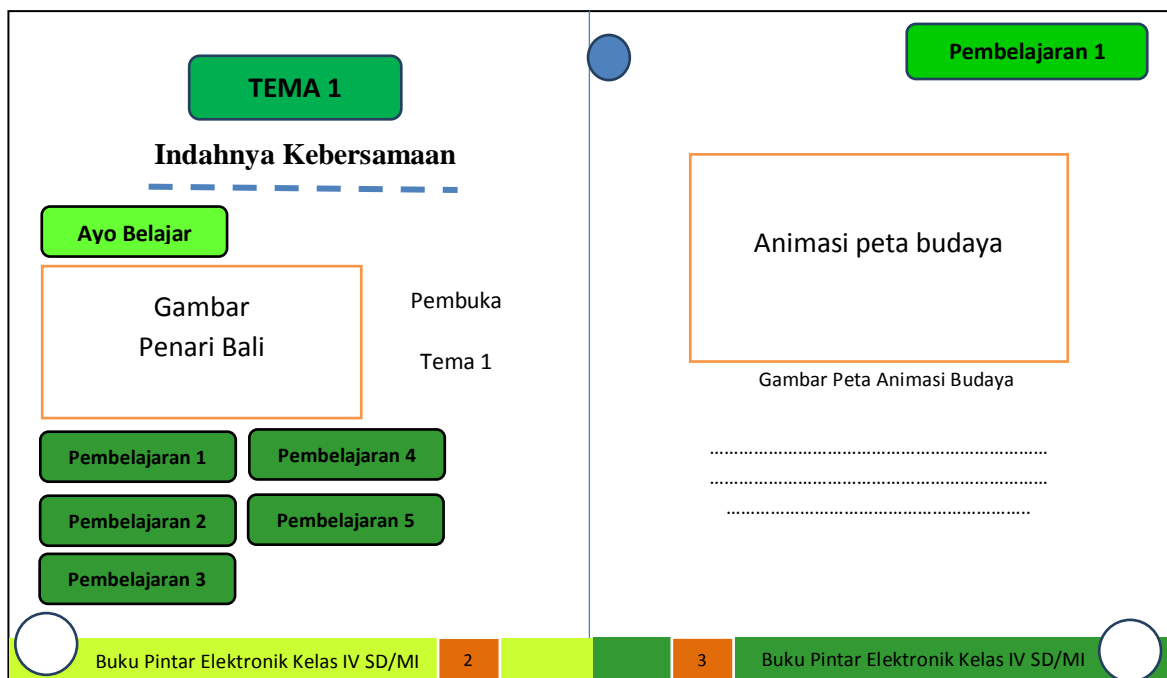 TEMA 1
Indahnya Kebersamaan
Ayo Belajar
Gambar
Penari Bali
Pembuka
Tema 1
Pembelajaran 1
Pembelajaran 4
Pembelajaran 2
Pembelajaran 5
Pembelajaran 3
Buku Pintar Elektronik Kelas IV SD/MI
2
Pembelajaran 1
Animasi peta budaya
Gambar Peta Animasi Budaya
……………………………………………………………
……………………………………………………………
……………………………………………………..
3
Buku Pintar Elektronik Kelas IV SD/MI